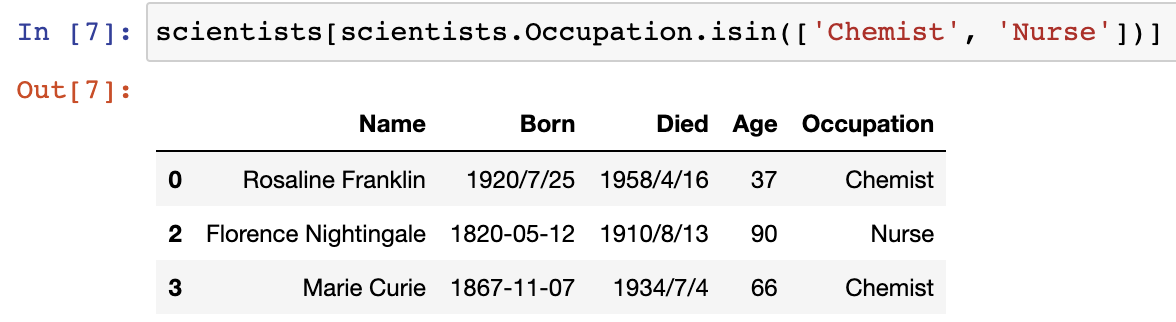 In [7]: scientists[scientists.Occupation.isin(['Chemist', 'Nurse'])]
Out[7]:
Name Born Died Age Occupation
0 Rosaline Franklin 1920/7/25 1958/4/16 37 Chemist
2 Florence Nightingale 1820-05-12 1910/8/13 90 Nurse
3 Marie Curie 1867-11-07 1934/7/4 66 Chemist